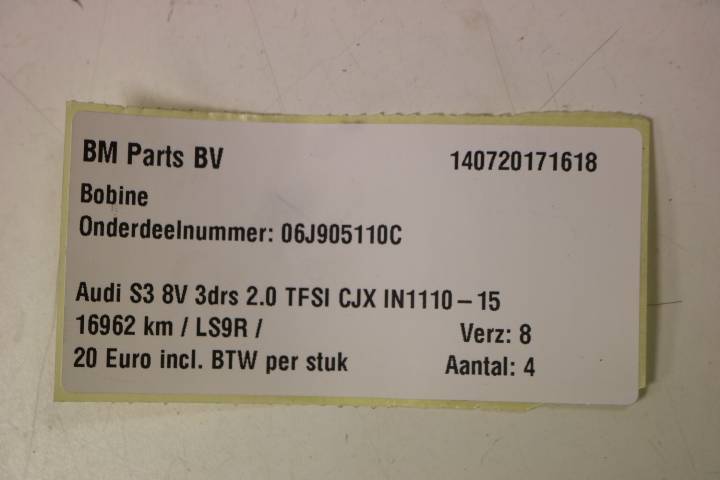 BM Parts BV 140720171618
Bobine
Onderdeelnummer: 06J905110C
Audi S3 8V 3drs 2.0 TFSI CJX IN1110-15
16962 km / LS9R / Verz: 8
20 Euro incl. BTW per stuk Aantal: 4